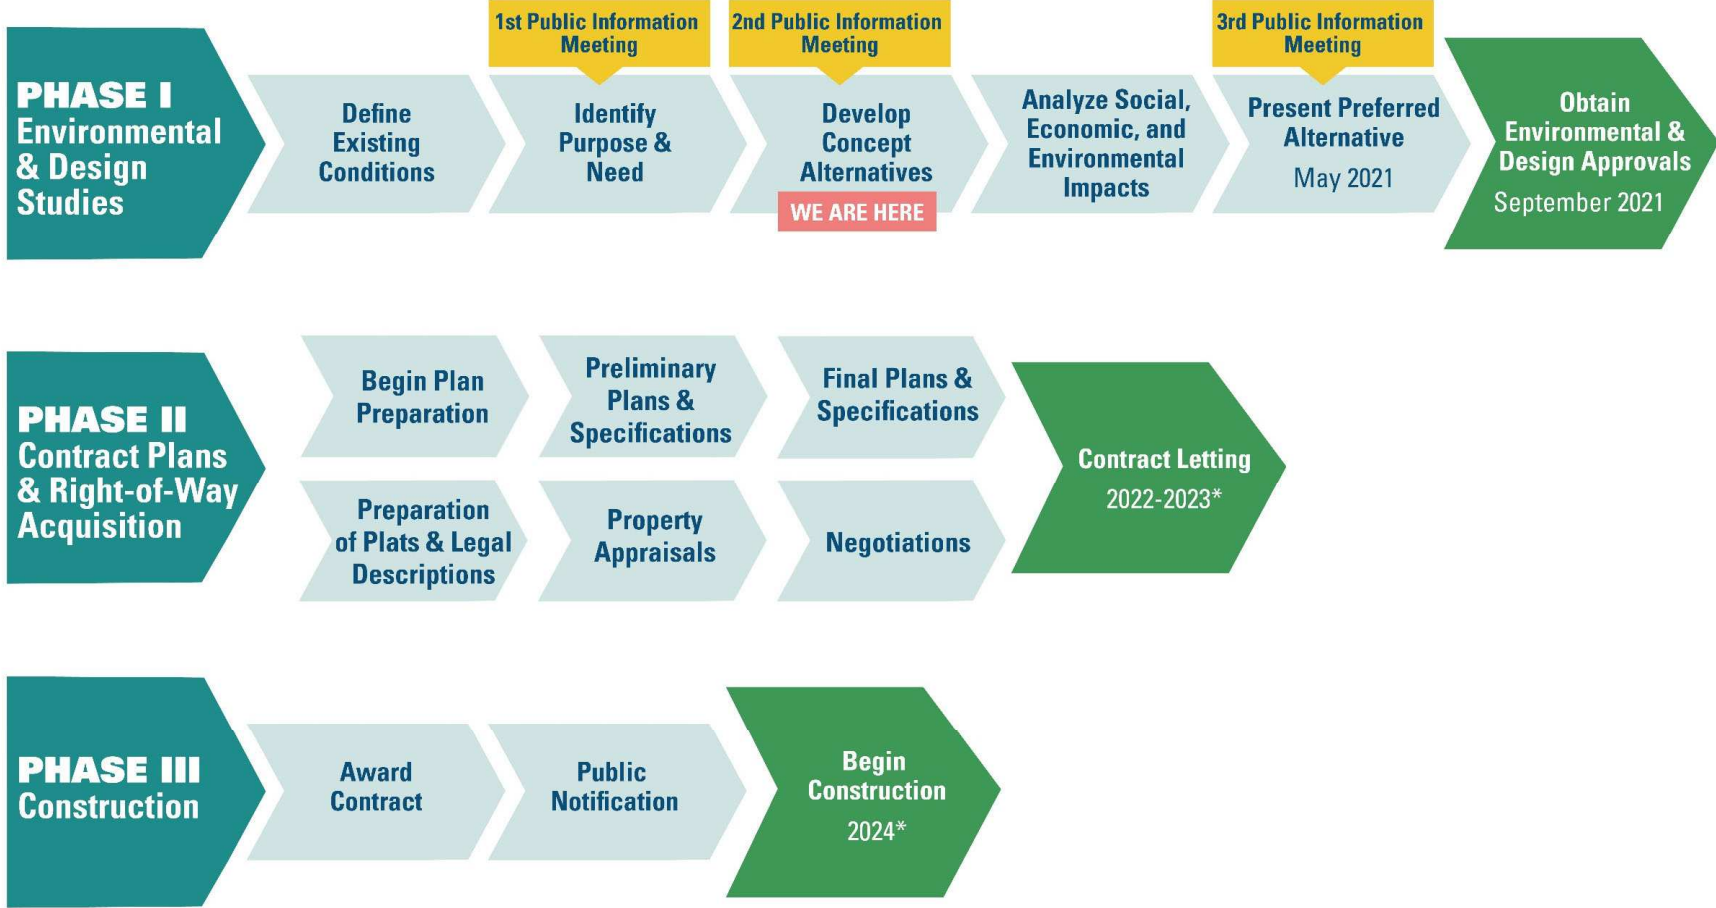 1st Public Information
Meeting
2nd Public Information
Meeting
3rd Public Information
Meeting
PHASE I
Environmental
& Design
Studies
Define
Existing
Conditions
Identify
Purpose &
Need
Develop
Concept
Alternatives
WE ARE HERE
Analyze Social,
Economic, and
Environmental
Impacts
Present Preferred
Alternative
May 2021
Obtain
Environmental &
Design Approvals
September 2021
PHASE II
Contract Plans
& Right-of-Way
Acquisition
Begin Plan
Preparation
Preliminary
Plans &
Specifications
Final Plans &
Specifications
Preparation
of Plats & Legal
Descriptions
Property
Appraisals
Negotiations
Contract Letting
2022-2023*
PHASE III
Construction
Award
Contract
Public
Notification
Begin
Construction
2024*